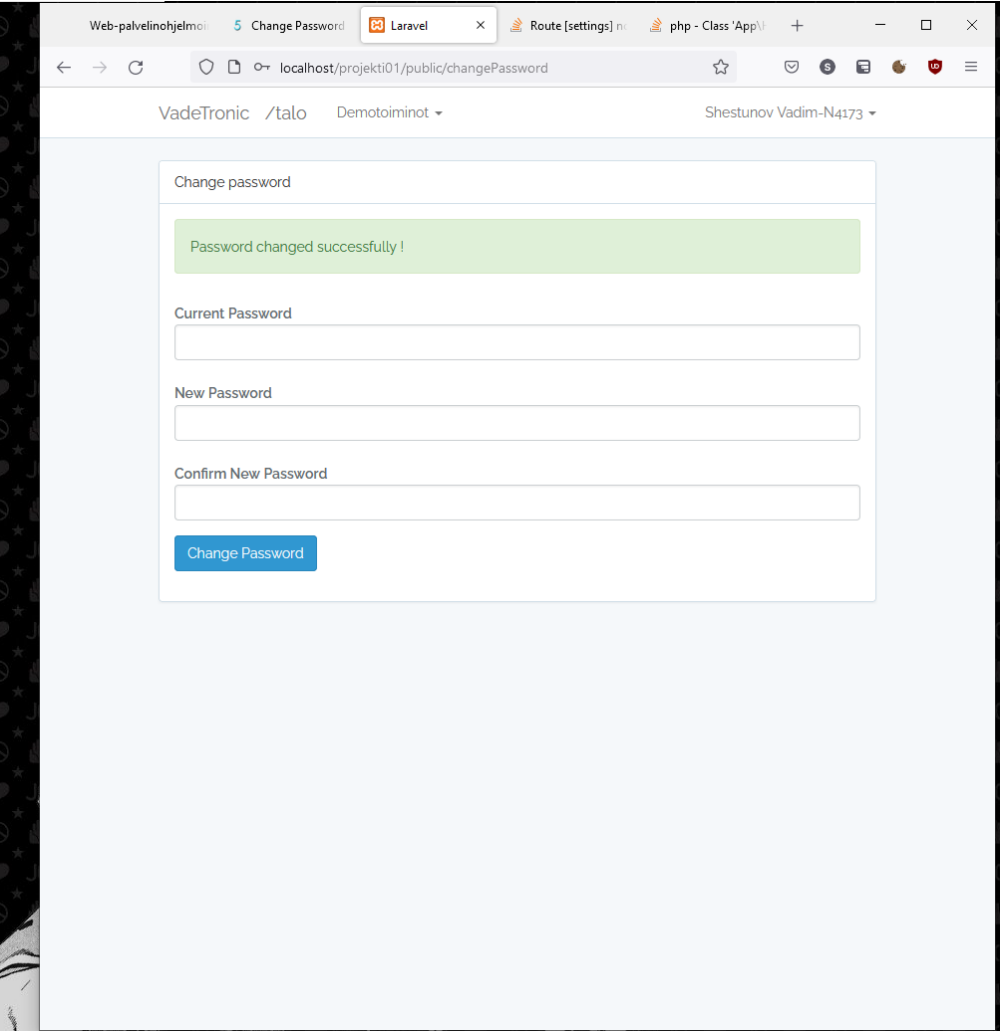 Web-palvelinohjelmoi
5 Change Password
Laravel
Route [settings] n
php - Class 'App\
localhost/projekti01/public/changePassword
S
VadeTronic /talo Demotoiminot Shestunov Vadim-N4173
Change password
Password changed successfully !
Current Password
New Password
Confirm New Password
Change Password